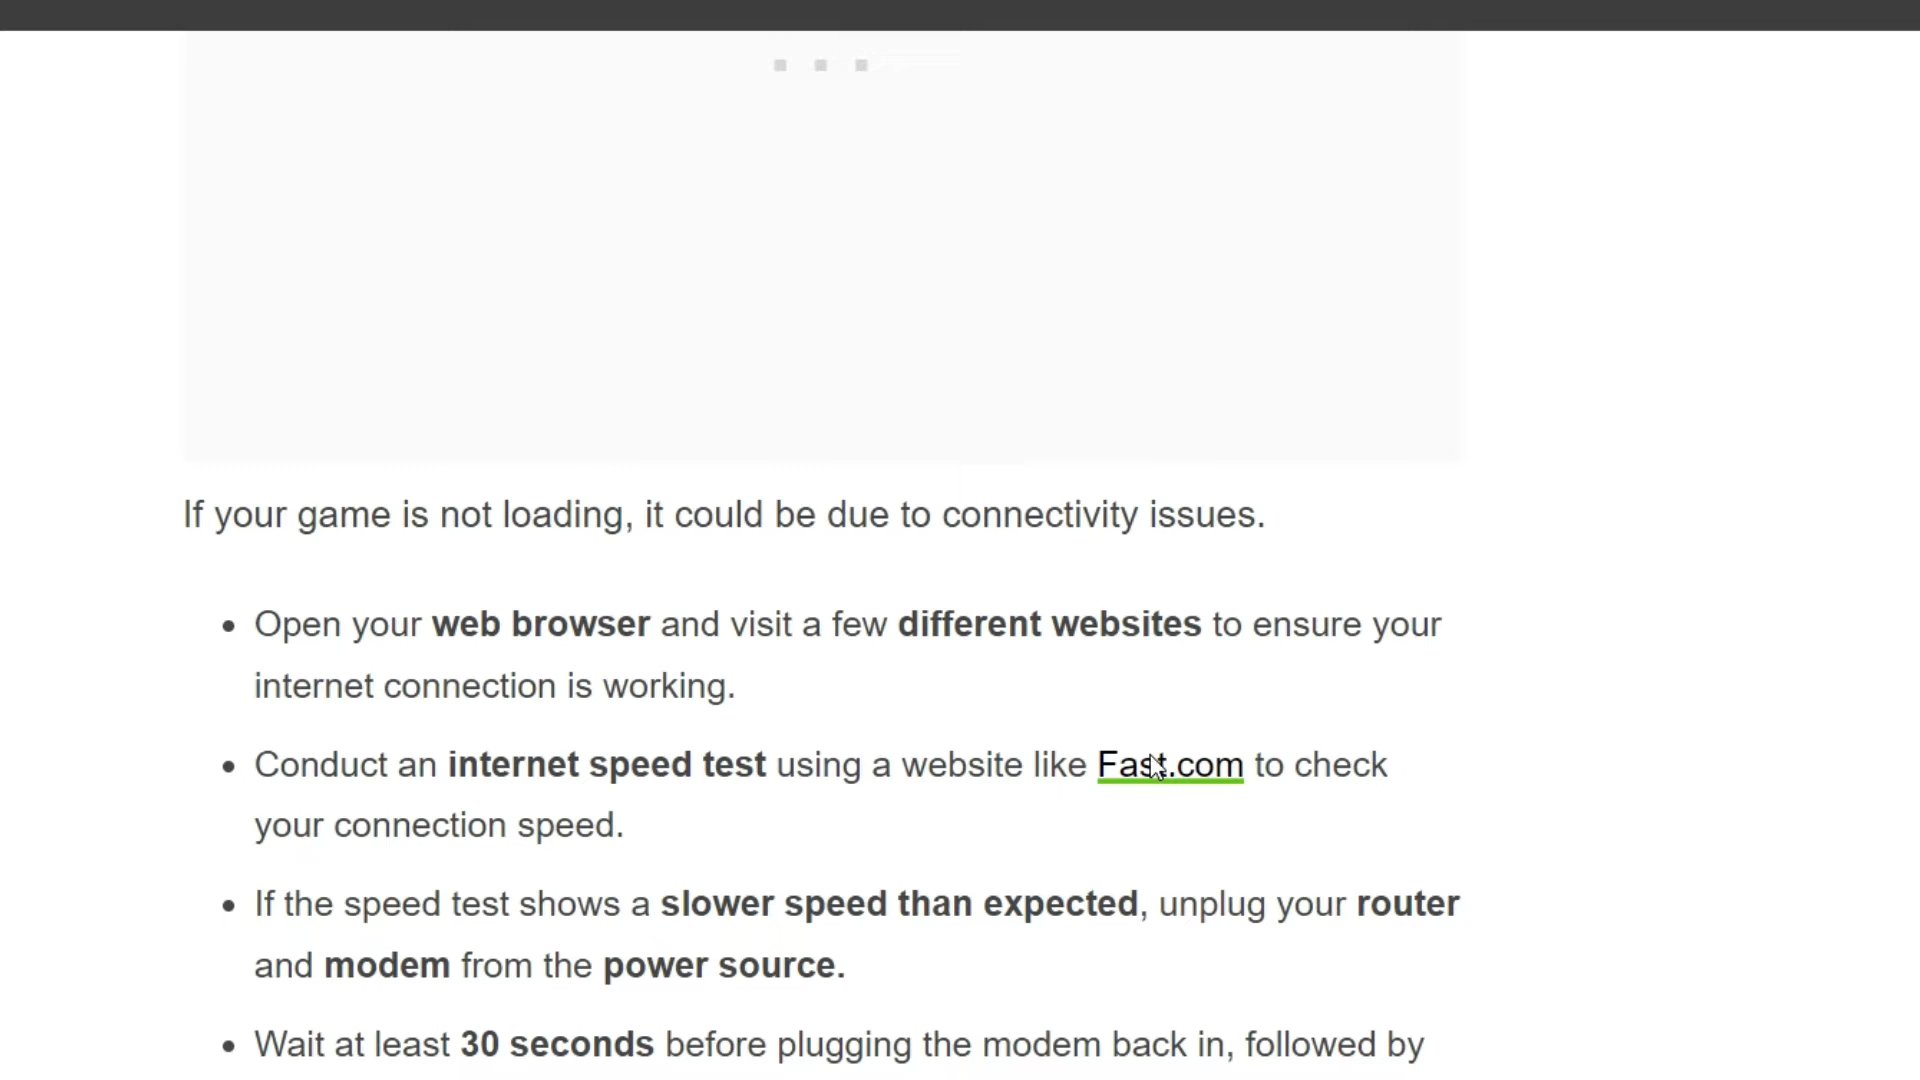 If your game is not loading, it could be due to connectivity issues.
• Open your web browser and visit a few different websites to ensure your
internet connection is working.
• Conduct an internet speed test using a website like Fast.com to check
your connection speed.
• If the speed test shows a slower speed than expected, unplug your router
and modem from the power source.
• Wait at least 30 seconds before plugging the modem back in, followed by